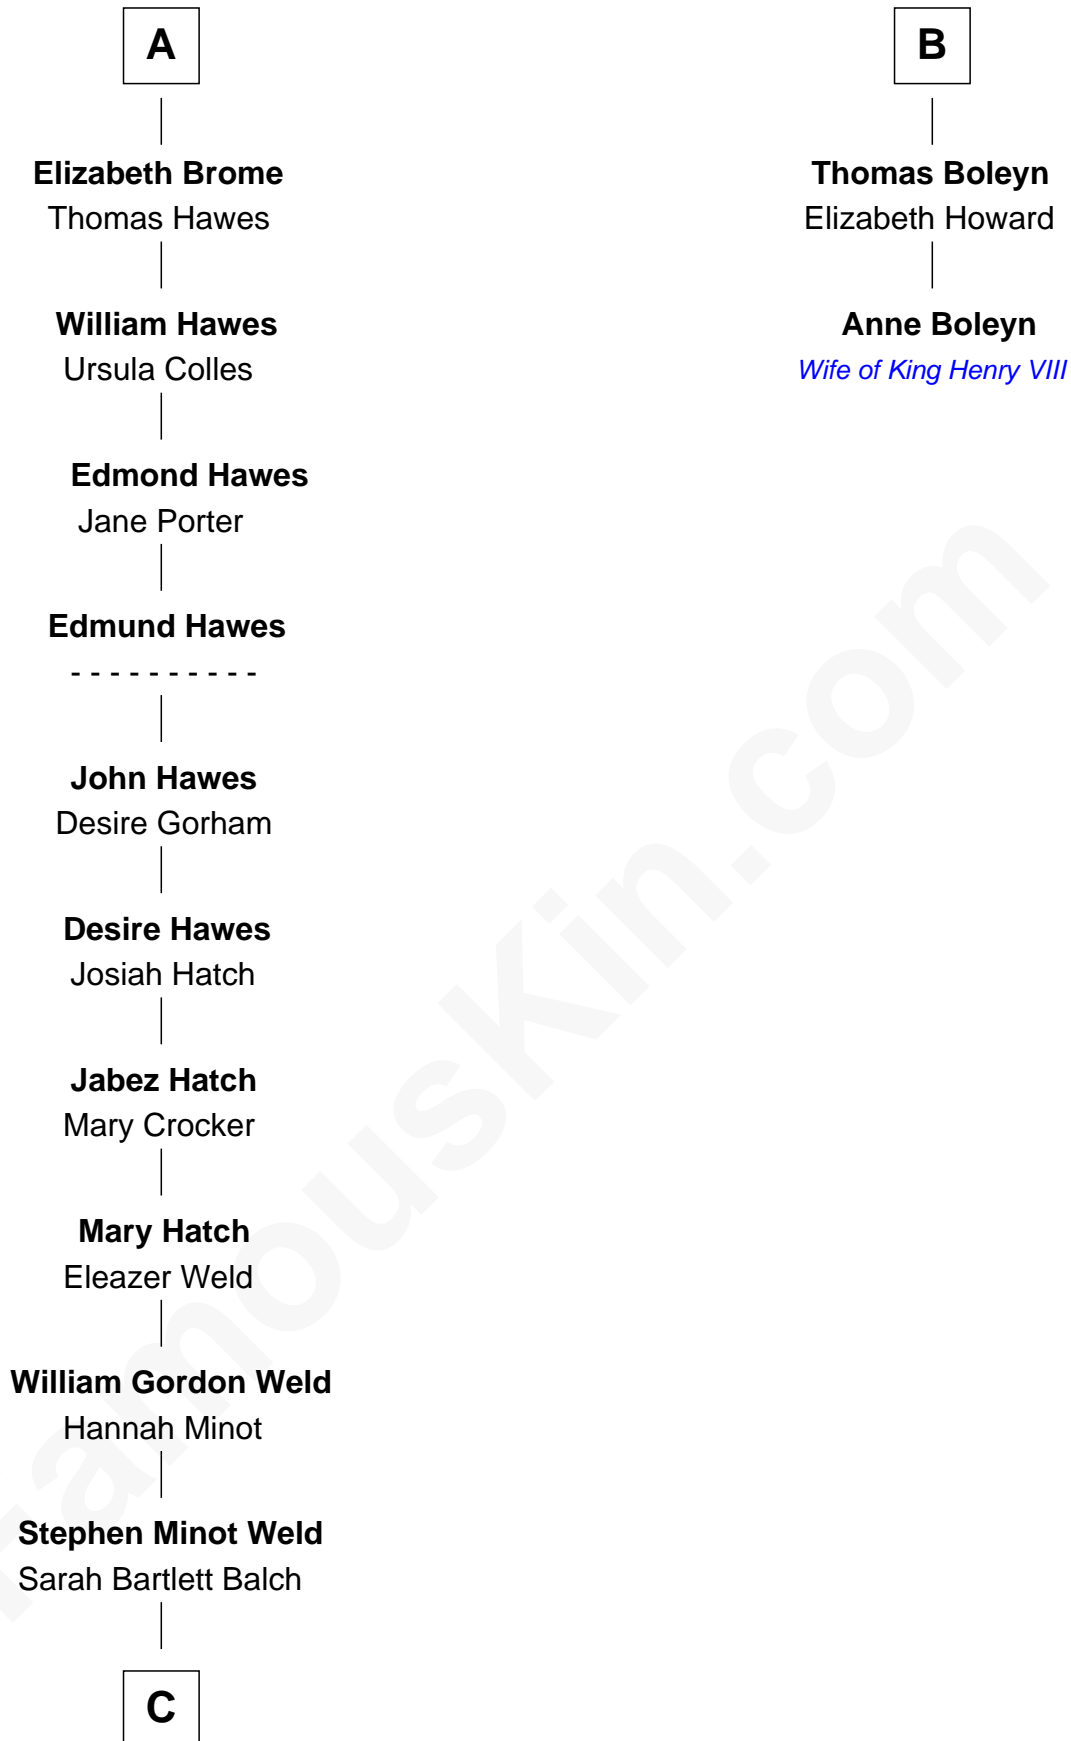 A
Elizabeth Brome
Thomas Hawes
William Hawes
Ursula Colles
Edmond Hawes
Jane Porter
Edmund Hawes
- - - - - - - - - -
John Hawes
Desire Gorham
Desire Hawes
Josiah Hatch
Jabez Hatch
Mary Crocker
Mary Hatch
Eleazer Weld
William Gordon Weld
Hannah Minot
Stephen Minot Weld
Sarah Bartlett Balch
C
B
Thomas Boleyn
Elizabeth Howard
Anne Boleyn
Wife of King Henry VIII
FamousKin.com